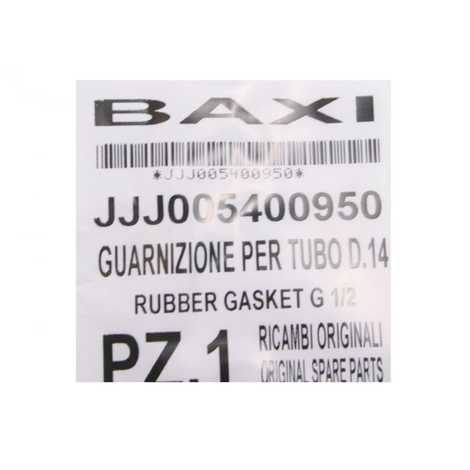 BAXI
*JJJ005400950*
JJJ005400950
GUARNIZIONE PER TUBO D.14
RUBBER GASKET G 1/2
PZ.1
RICAMBI ORIGINALI
ORIGINAL SPARE PARTS